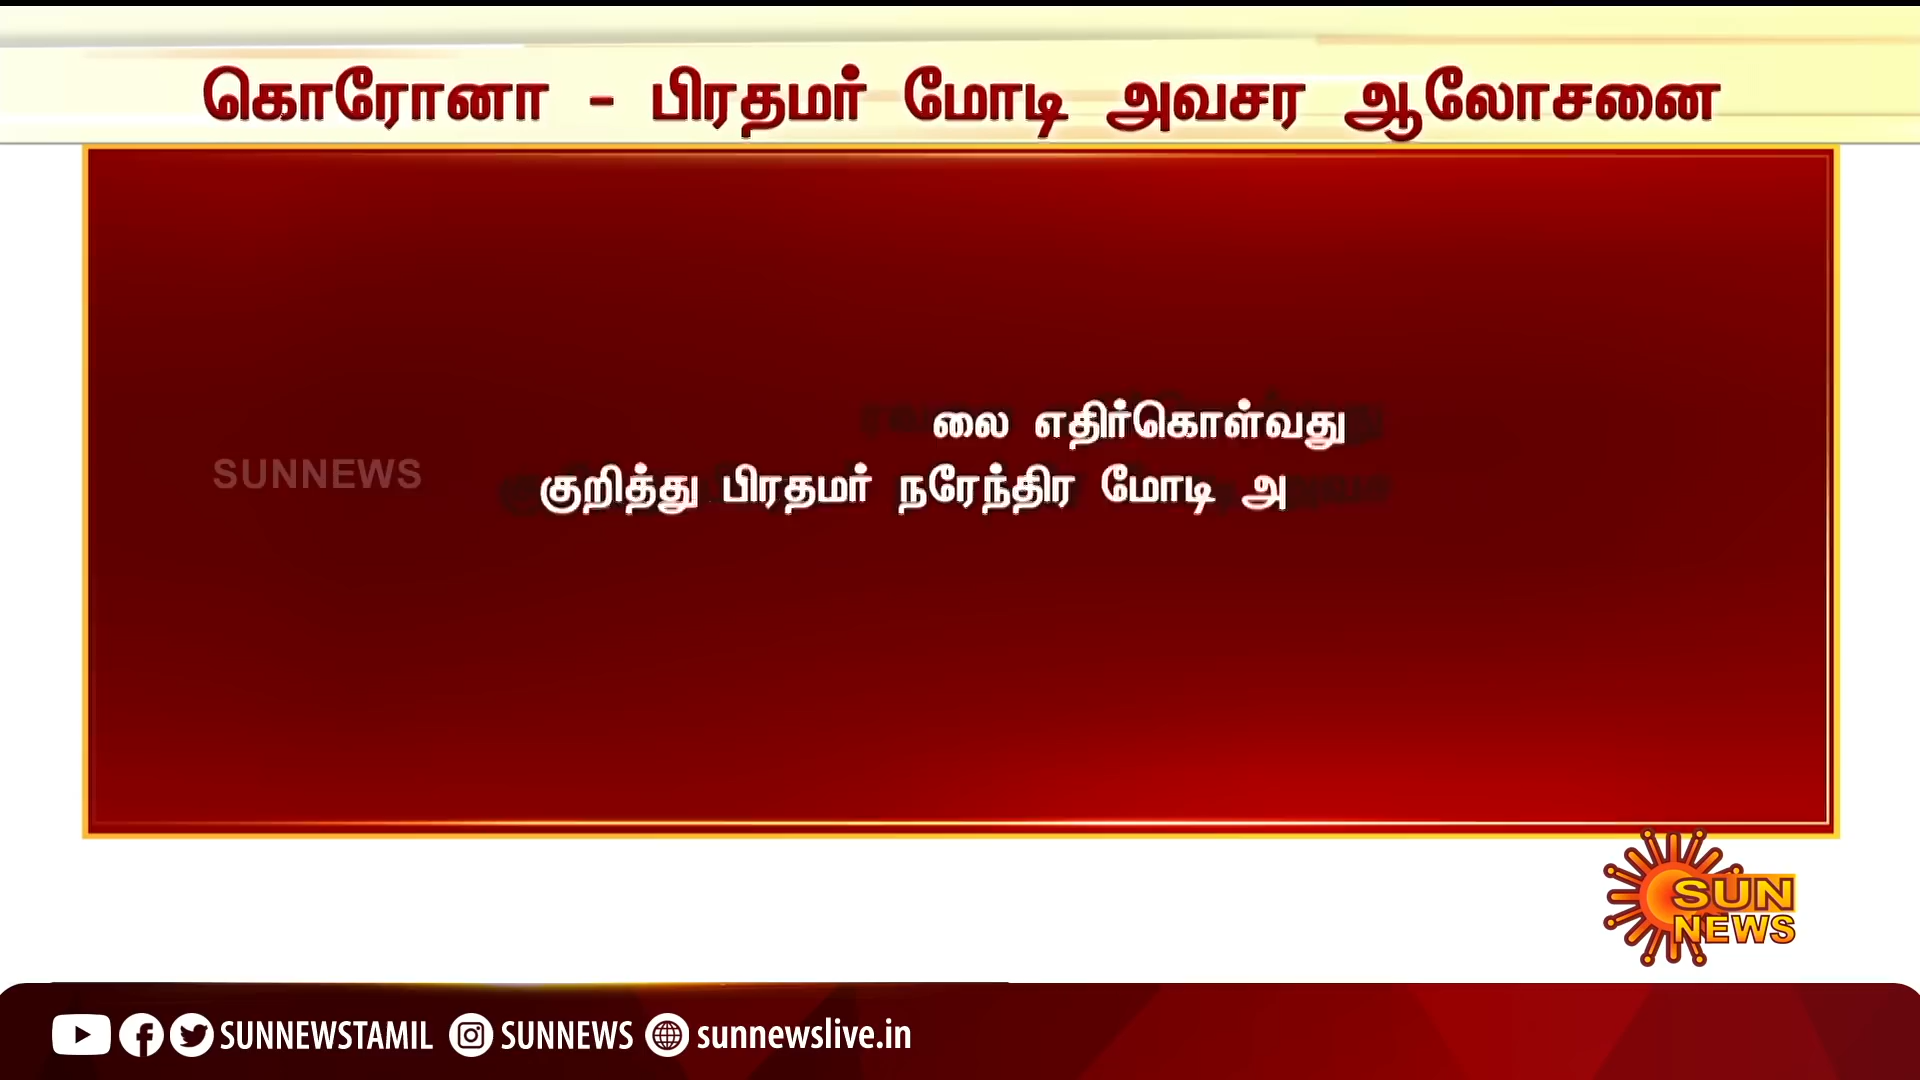 கொரோனா - பிரதமர் மோடி அவசர ஆலோசனை
லை எதிர்கொள்வது
SUNNEWS
குறித்து பிரதமர் நரேந்திர மோடி அ
SUN
NEWS
SUNNEWSTAMIL SUNNEWS sunnewslive.in